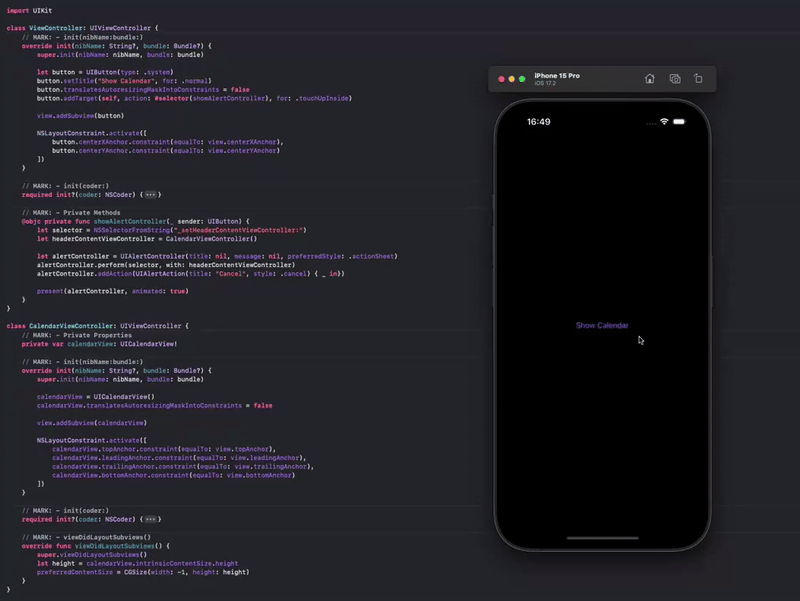 import UIKit
class ViewController: UIViewController {
// MARK: - init(nibName:bundle:)
override init(nibName: String?, bundle: Bundle?) {
super.init(nibName: nibName, bundle: bundle)
let button = UIButton(type: .system)
button.setTitle("Show Calendar", for: .normal)
button.translatesAutoresizingMaskIntoConstraints = false
button.addTarget(self, action: #selector(showAlertController), for: .touchUpInside)
view.addSubview(button)
NSLayoutConstraint.activate([
button.centerXAnchor.constraint(equalTo: view.centerXAnchor),
button.centerYAnchor.constraint(equalTo: view.centerYAnchor)
])
}
// MARK: - init(coder:)
required init?(coder: NSCoder) {•••}
// MARK: - Private Methods
@objc private func showAlertController(_ sender: UIButton) {
let selector = NSSelectorFromString("_setHeaderContentViewController:")
let headerContentViewController = CalendarViewController()
let alertController = UIAlertController(title: nil, message: nil, preferredStyle: .actionSheet)
alertController.perform(selector, with: headerContentViewController)
alertController.addAction(UIAlertAction(title: "Cancel", style: .cancel) { _ in})
present(alertController, animated: true)
}
}
class CalendarViewController: UIViewController {
// MARK: - Private Properties
private var calendarView: UICalendarView!
// MARK: - init(nibName:bundle:)
override init(nibName: String?, bundle: Bundle?) {
super.init(nibName: nibName, bundle: bundle)
calendarView = UICalendarView()
calendarView.translatesAutoresizingMaskIntoConstraints = false
view.addSubview(calendarView)
NSLayoutConstraint.activate([
calendarView.topAnchor.constraint(equalTo: view.topAnchor),
calendarView.leadingAnchor.constraint(equalTo: view.leadingAnchor),
calendarView.trailingAnchor.constraint(equalTo: view.trailingAnchor),
calendarView.bottomAnchor.constraint(equalTo: view.bottomAnchor)
])
}
// MARK: - init(coder:)
required init?(coder: NSCoder) {•••}
// MARK: - viewDidLayoutSubviews()
override func viewDidLayoutSubviews() {
super.viewDidLayoutSubviews()
let height = calendarView.intrinsicContentSize.height
preferredContentSize = CGSize(width: -1, height: height)
}
}
iPhone 15 Pro
iOS 17.2
16:49
Show Calendar